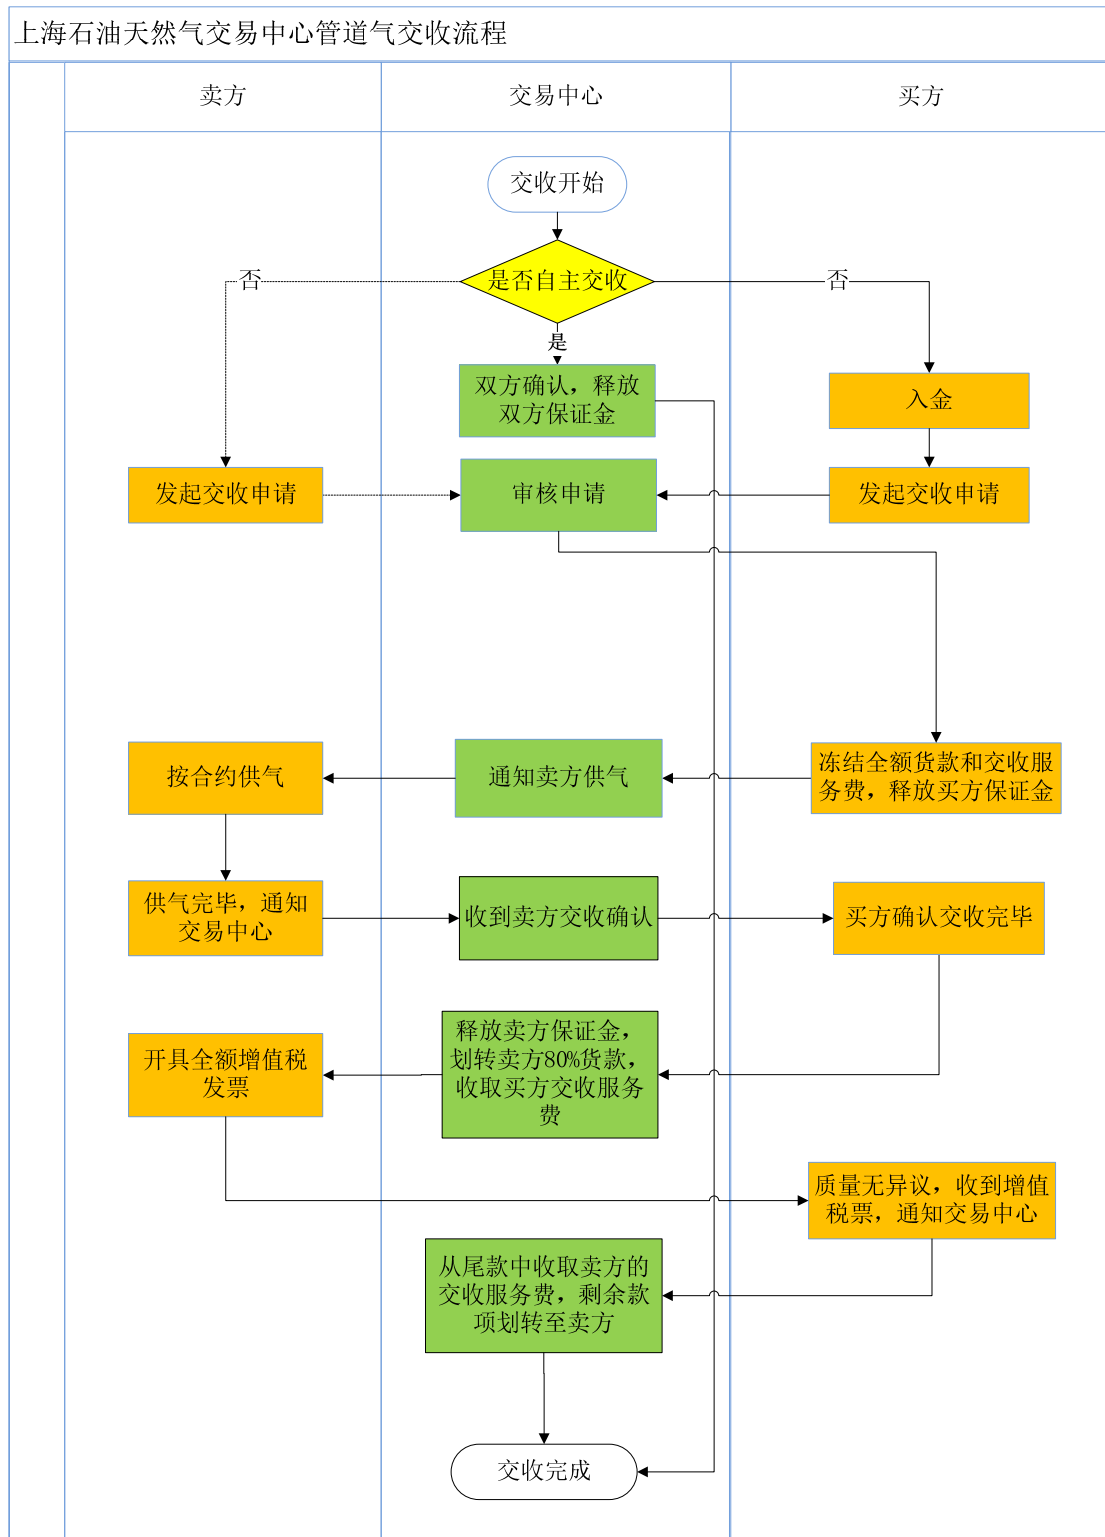 上海石油天然气交易中心管道气交收流程
卖方
交易中心
买方
交收开始
是否自主交收
否
否
是
双方确认，释放
双方保证金
入金
发起交收申请
审核申请
发起交收申请
按合约供气
通知卖方供气
冻结全额货款和交收服
务费，释放买方保证金
供气完毕，通知
交易中心
收到卖方交收确认
买方确认交收完毕
释放卖方保证金，
划转卖方80%货款，
收取买方交收服务
费
开具全额增值税
发票
质量无异议，收到增值
税票，通知交易中心
从尾款中收取卖方的
交收服务费，剩余款
项划转至卖方
交收完成